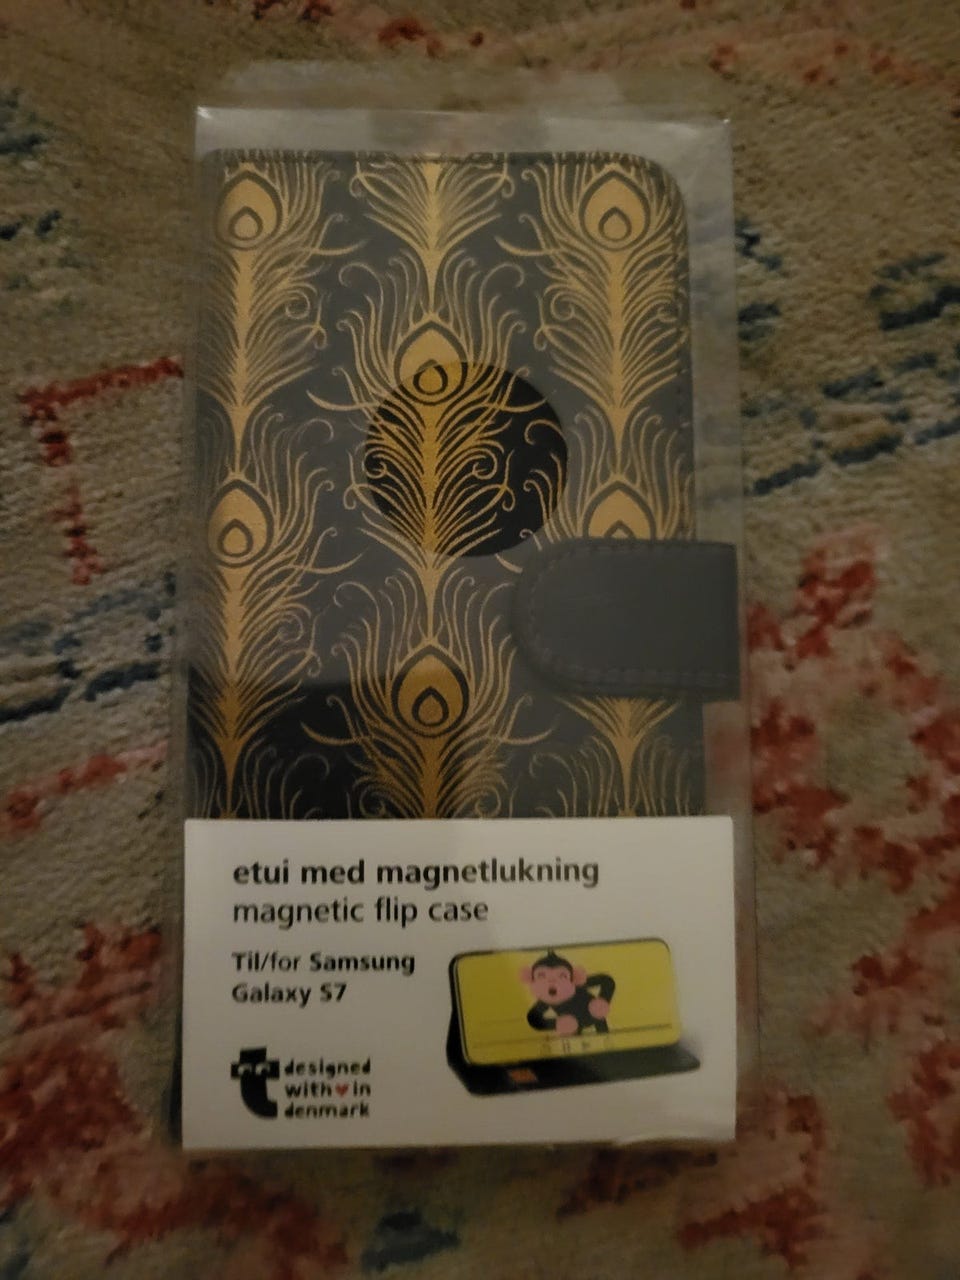 etui med magnetlukning
magnetic flip case
Til/for Samsung
Galaxy S7
designed
with♥in
denmark